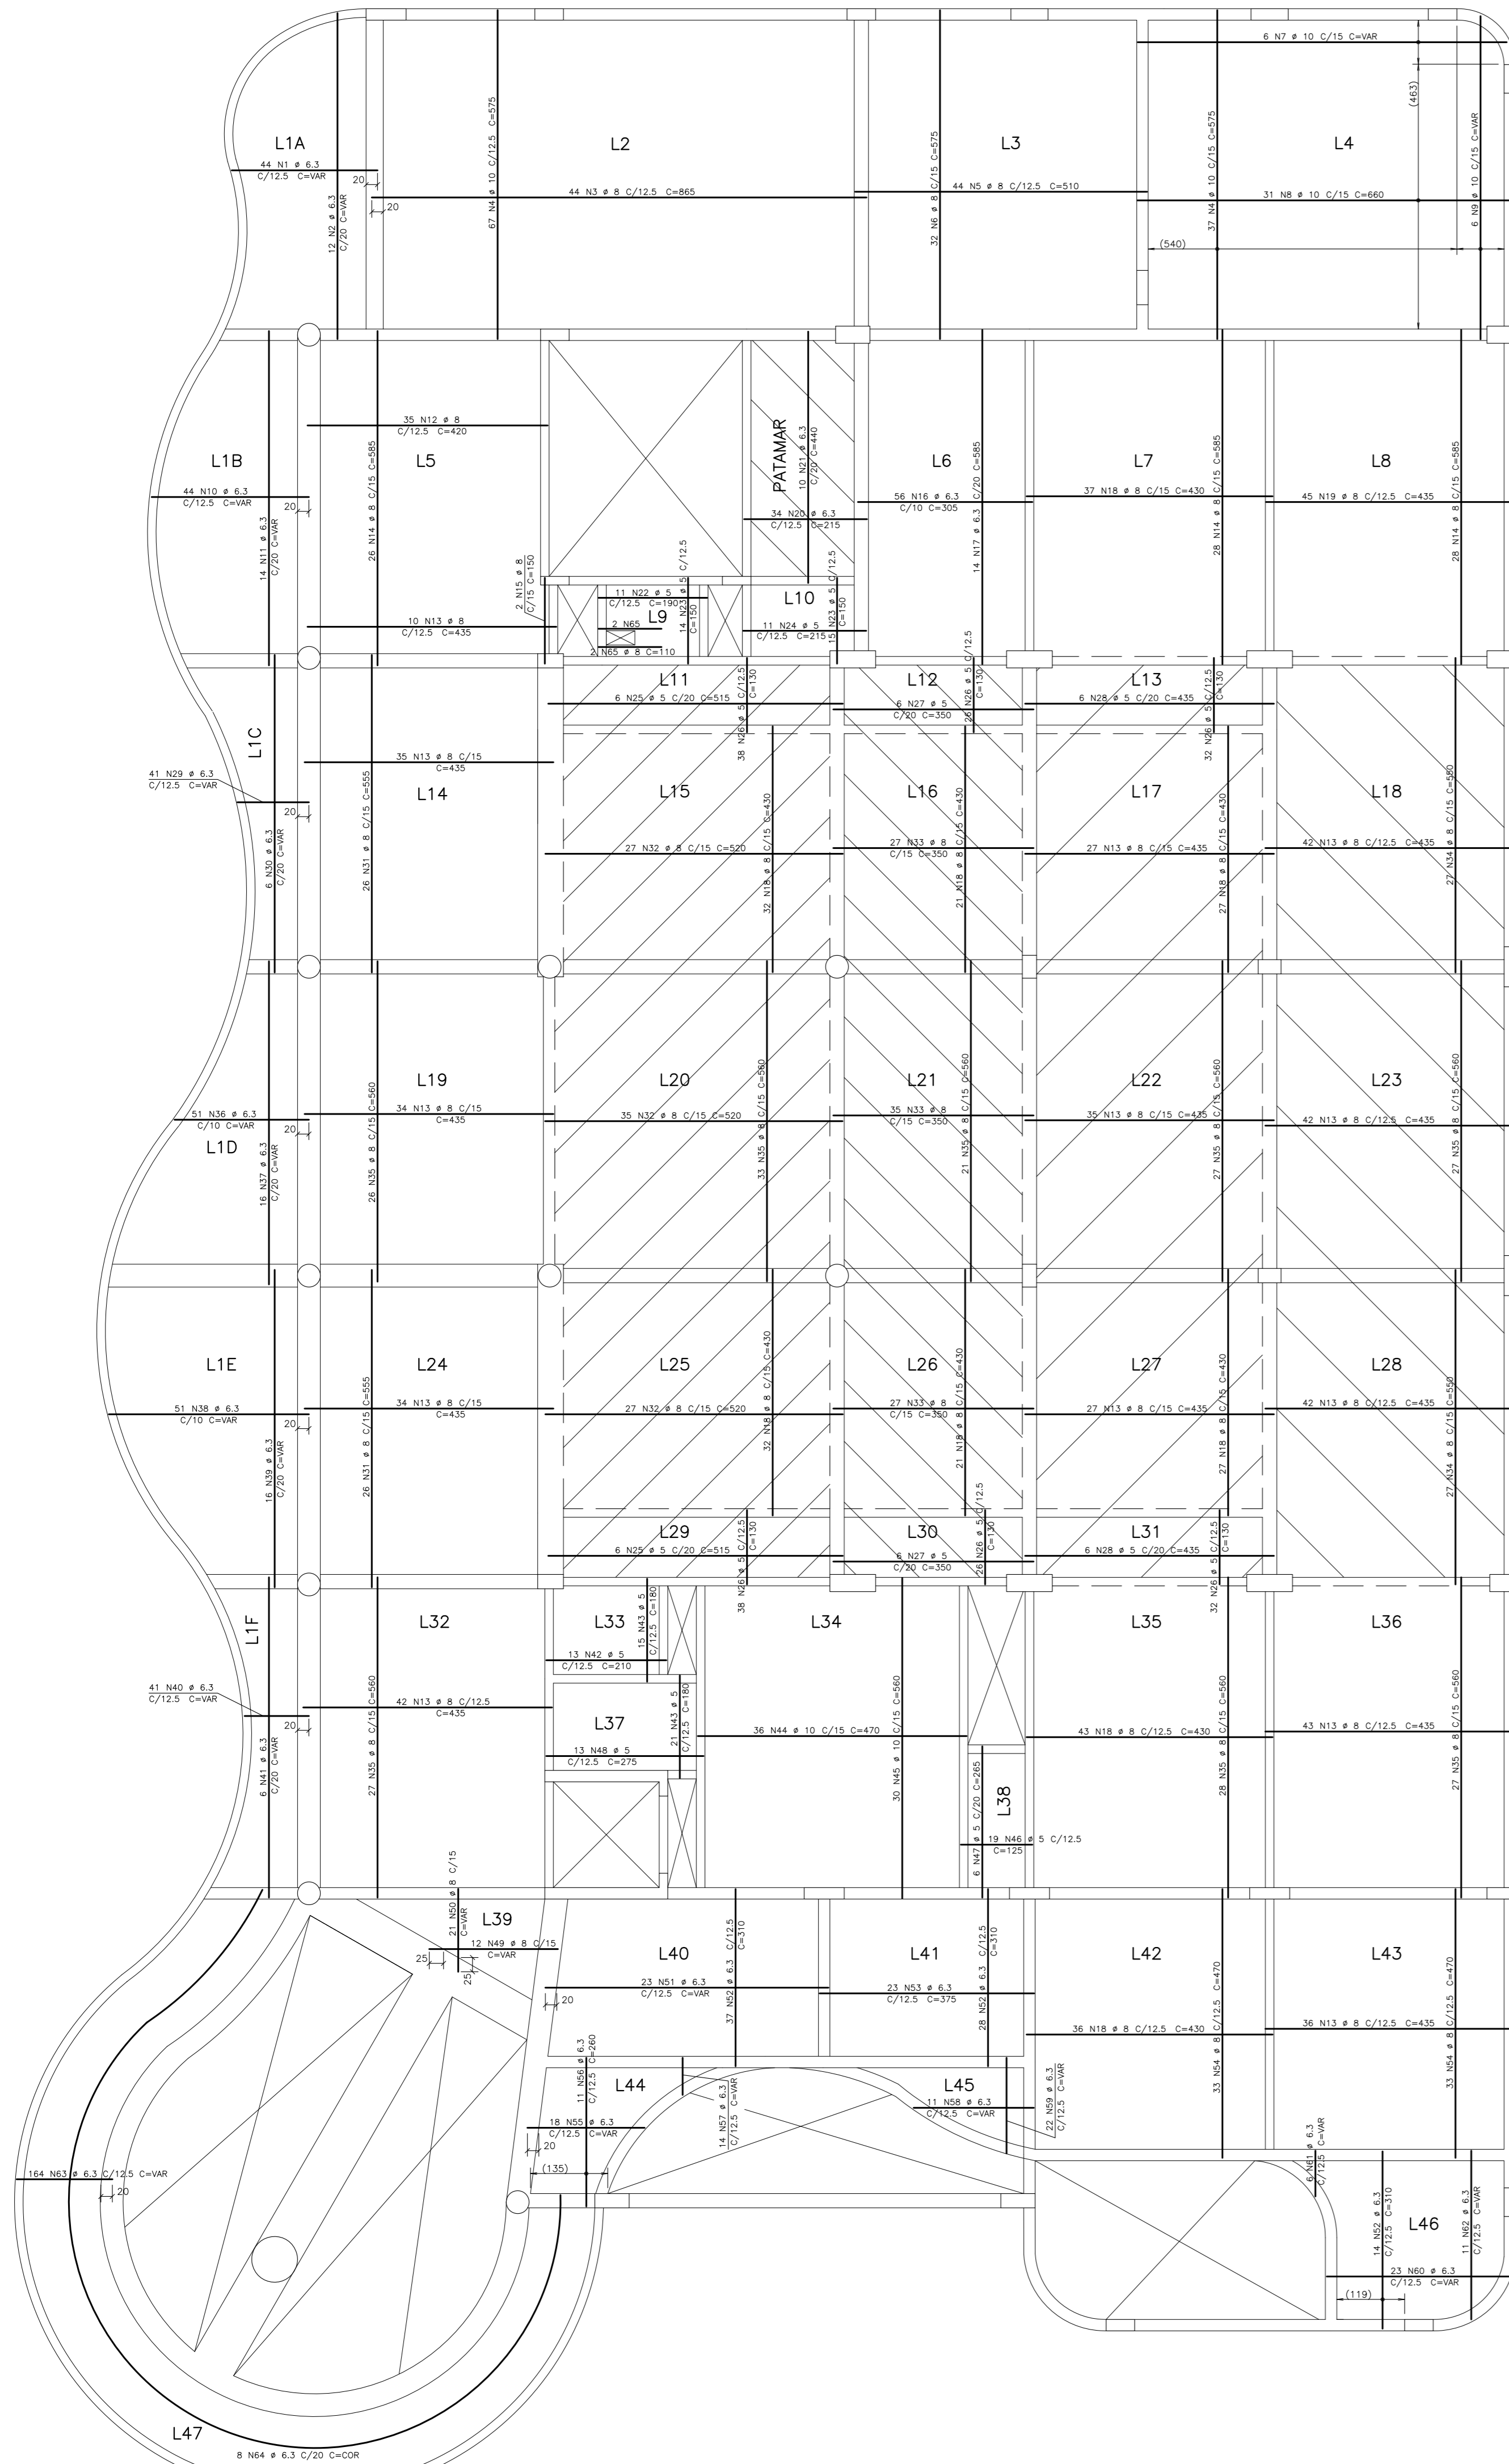 6 N7 ø 10 C/15 C=VAR
L1A
44 N1 ø 6.3
C/12.5 C=VAR
20
12 N2 ø 6.3
C/20 C=VAR
L2
44 N3 ø 8 C/12.5 C=865
20
67 N4 ø 10 C/12.5 C=575
L3
32 N6 ø 8 C/15 C=575
44 N5 ø 8 C/12.5 C=510
L4
37 N4 ø 10 C/15 C=575
(463)
31 N8 ø 10 C/15 C=660
(540)
6 N9 ø 10 C/15 C=VAR
L1B
44 N10 ø 6.3
C/12.5 C=VAR
20
14 N11 ø 6.3
C/20 C=VAR
L5
35 N12 ø 8
C/12.5 C=420
26 N14 ø 8 C/15 C=585
10 N13 ø 8
C/12.5 C=435
2 N15 ø 8
C/15 C=150
PATAMAR
10 N21 ø 6.3
C/20 C=440
34 N20 ø 6.3
C/12.5 C=215
L6
56 N16 ø 6.3
C/10 C=305
14 N17 ø 6.3 C/20 C=585
L7
37 N18 ø 8 C/15 C=430
28 N14 ø 8 C/15 C=585
L8
45 N19 ø 8 C/12.5 C=435
28 N14 ø 8 C/15 C=585
11 N22 ø 5
C/12.5 C=190
L9
2 N65
2 N65 ø 8 C=110
14 N23 ø 5 C/12.5
C=150
L10
11 N24 ø 5
C/12.5 C=215
15 N23 ø 5 C/12.5
C=150
L11
6 N25 ø 5 C/20 C=515
38 N26 ø 5 C/12.5
C=130
L12
6 N27 ø 5
C/20 C=350
26 N26 ø 5 C/12.5
C=130
L13
6 N28 ø 5 C/20 C=435
32 N26 ø 5 C/12.5
C=130
L1C
41 N29 ø 6.3
C/12.5 C=VAR
20
6 N30 ø 6.3
C/20 C=VAR
35 N13 ø 8 C/15
C=435
L14
26 N31 ø 8 C/15 C=555
L15
27 N32 ø 8 C/15 C=520
32 N18 ø 8 C/15 C=430
L16
27 N33 ø 8
C/15 C=350
21 N18 ø 8 C/15 C=430
L17
27 N13 ø 8 C/15 C=435
27 N18 ø 8 C/15 C=430
L18
42 N13 ø 8 C/12.5 C=435
27 N34 ø 8 C/15 C=550
51 N36 ø 6.3
C/10 C=VAR
20
L1D
16 N37 ø 6.3
C/20 C=VAR
L19
34 N13 ø 8 C/15
C=435
26 N35 ø 8 C/15 C=560
L20
35 N32 ø 8 C/15 C=520
33 N35 ø 8 C/15 C=560
L21
35 N33 ø 8
C/15 C=350
21 N35 ø 8 C/15 C=560
L22
35 N13 ø 8 C/15 C=435
27 N35 ø 8 C/15 C=560
L23
42 N13 ø 8 C/12.5 C=435
27 N35 ø 8 C/15 C=560
L1E
51 N38 ø 6.3
C/10 C=VAR
20
16 N39 ø 6.3
C/20 C=VAR
L24
34 N13 ø 8 C/15
C=435
26 N31 ø 8 C/15 C=555
L25
27 N32 ø 8 C/15 C=520
32 N18 ø 8 C/15 C=430
L26
27 N33 ø 8
C/15 C=350
21 N18 ø 8 C/15 C=430
L27
27 N13 ø 8 C/15 C=435
27 N18 ø 8 C/15 C=430
L28
42 N13 ø 8 C/12.5 C=435
27 N34 ø 8 C/15 C=550
L29
6 N25 ø 5 C/20 C=515
38 N26 ø 5 C/12.5
C=130
L30
6 N27 ø 5
C/20 C=350
26 N26 ø 5 C/12.5
C=130
L31
6 N28 ø 5 C/20 C=435
32 N26 ø 5 C/12.5
C=130
L1F
41 N40 ø 6.3
C/12.5 C=VAR
20
6 N41 ø 6.3
C/20 C=VAR
L32
42 N13 ø 8 C/12.5
C=435
27 N35 ø 8 C/15 C=560
L33
13 N42 ø 5
C/12.5 C=210
15 N43 ø 5
C/12.5 C=180
L34
36 N44 ø 10 C/15 C=470
30 N45 ø 10 C/15 C=560
L35
43 N18 ø 8 C/12.5 C=430
28 N35 ø 8 C/15 C=560
L36
43 N13 ø 8 C/12.5 C=435
27 N35 ø 8 C/15 C=560
L37
13 N48 ø 5
C/12.5 C=275
21 N43 ø 5
C/12.5 C=180
L38
19 N46 ø 5 C/12.5
C=125
6 N47 ø 5 C/20 C=265
21 N50 ø 8 C/15
C=VAR
L39
12 N49 ø 8 C/15
C=VAR
25
25
L40
23 N51 ø 6.3
C/12.5 C=VAR
20
37 N52 ø 6.3 C/12.5
C=310
L41
23 N53 ø 6.3
C/12.5 C=375
28 N52 ø 6.3 C/12.5
C=310
L42
36 N18 ø 8 C/12.5 C=430
33 N54 ø 8 C/12.5 C=470
L43
36 N13 ø 8 C/12.5 C=435
33 N54 ø 8 C/12.5 C=470
11 N56 ø 6.3
C/12.5 C=260
L44
18 N55 ø 6.3
C/12.5 C=VAR
20
(135)
14 N57 ø 6.3
C/12.5 C=VAR
L45
11 N58 ø 6.3
C/12.5 C=VAR
22 N59 ø 6.3
C/12.5 C=VAR
6 N61 ø 6.3
C/12.5 C=VAR
14 N52 ø 6.3
C/12.5 C=310
L46
11 N62 ø 6.3
C/12.5 C=VAR
23 N60 ø 6.3
C/12.5 C=VAR
(119)
164 N63 ø 6.3 C/12.5 C=VAR
20
L47
8 N64 ø 6.3 C/20 C=COR